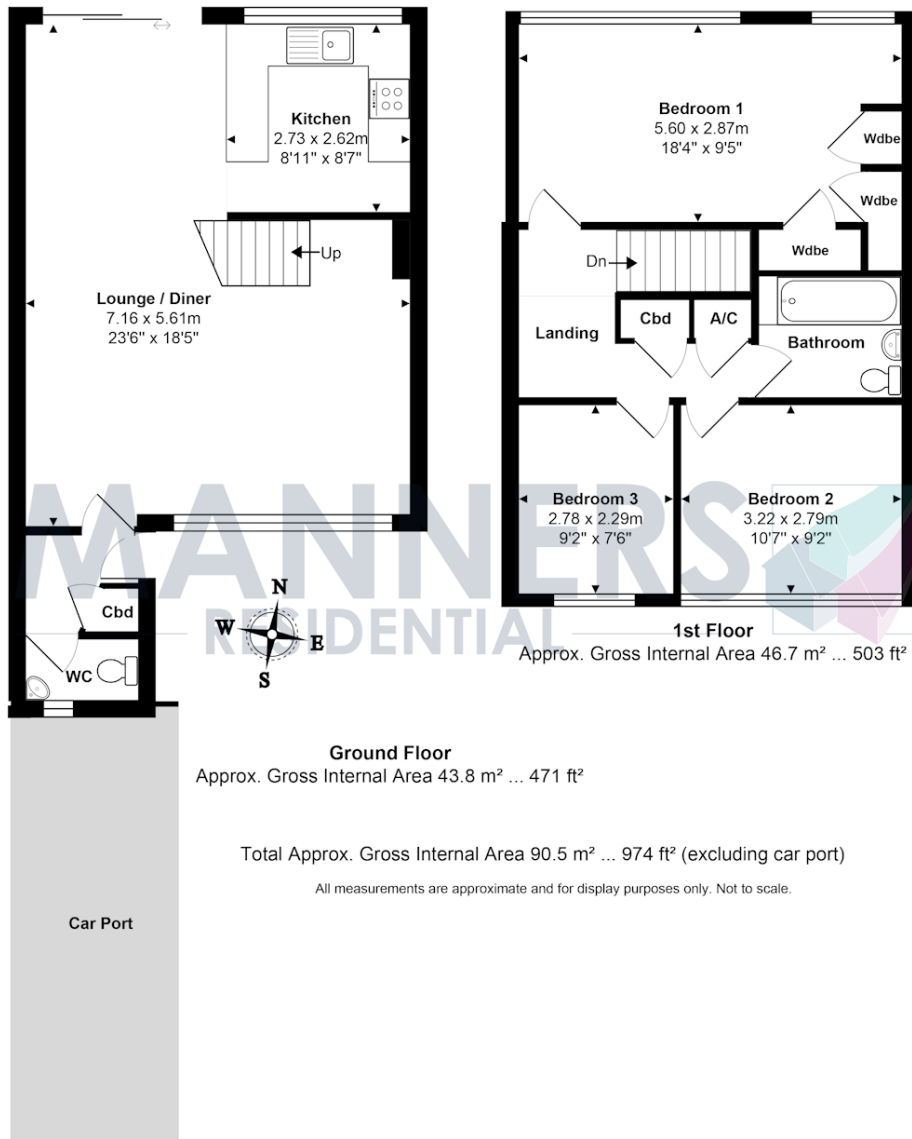 Kitchen
2.73 x 2.62m
8'11" x 8'7"
Up
Lounge / Diner
7.16 x 5.61m
23'6" x 18'5"
Cbd
WC
Car Port
Bedroom 1
5.60 x 2.87m
18'4" x 9'5"
Wdbe
Wdbe
Wdbe
Dn
Landing
Cbd
A/C
Bathroom
Bedroom 3
2.78 x 2.29m
9'2" x 7'6"
Bedroom 2
3.22 x 2.79m
10'7" x 9'2"
MANNERS
RESIDENTIAL
N
W
E
S
1st Floor
Approx. Gross Internal Area 46.7 m² ... 503 ft²
Ground Floor
Approx. Gross Internal Area 43.8 m² ... 471 ft²
Total Approx. Gross Internal Area 90.5 m² ... 974 ft² (excluding car port)
All measurements are approximate and for display purposes only. Not to scale.